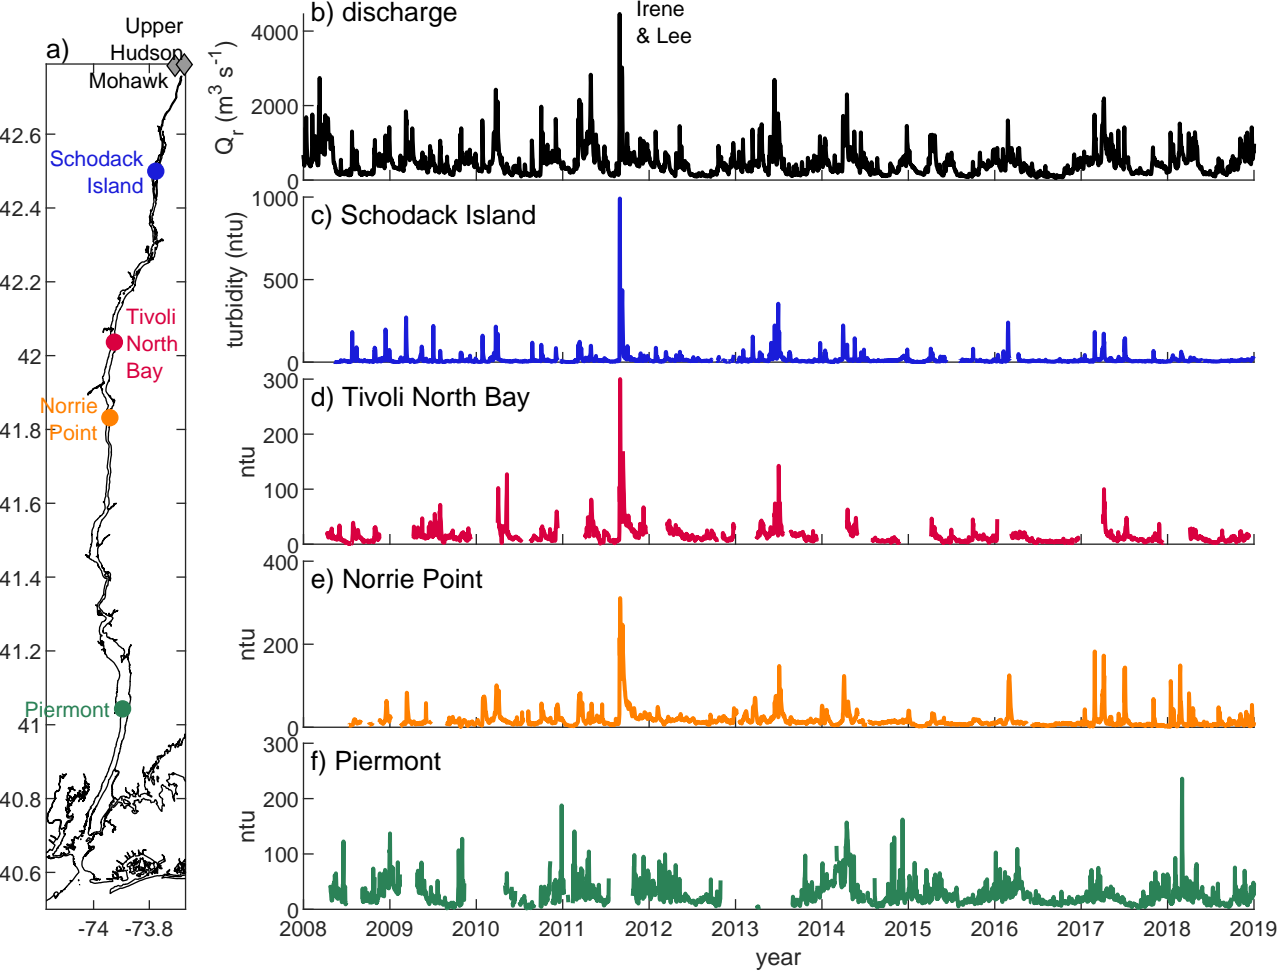 a)
Upper
Hudson
Mohawk
42.6
Schodack
Island
42.4
42.2
Tivoli
North
Bay
42
Norrie
Point
41.8
41.6
41.4
41.2
Piermont
41
40.8
40.6
-74 -73.8
b) discharge
Irene
& Lee
Qr (m3 s-1)
4000
2000
0
c) Schodack Island
turbidity (ntu)
1000
500
0
d) Tivoli North Bay
ntu
300
200
100
0
e) Norrie Point
ntu
400
200
0
f) Piermont
ntu
300
200
100
0
2008 2009 2010 2011 2012 2013 2014 2015 2016 2017 2018 2019
year